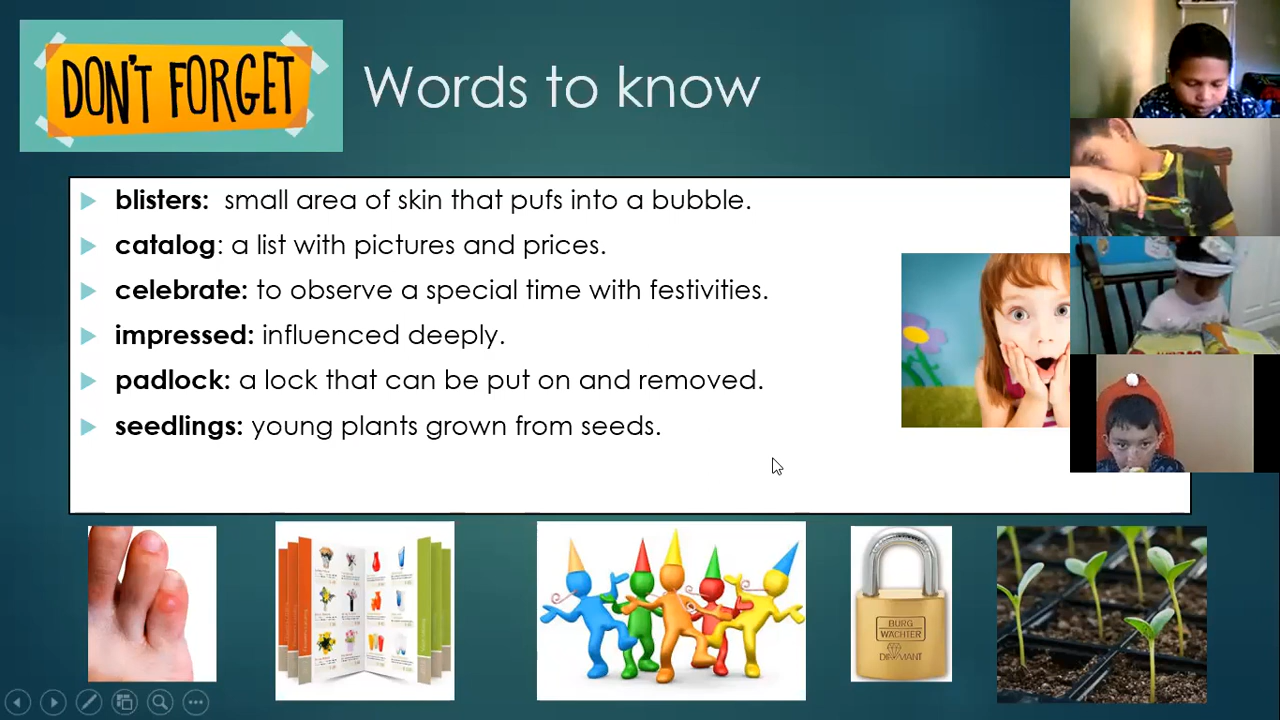 DON'T FORGET
Words to know
blisters: small area of skin that pufs into a bubble.
catalog: a list with pictures and prices.
celebrate: to observe a special time with festivities.
impressed: influenced deeply.
padlock: a lock that can be put on and removed.
seedlings: young plants grown from seeds.
BURG
WÄCHTER
DIAMANT